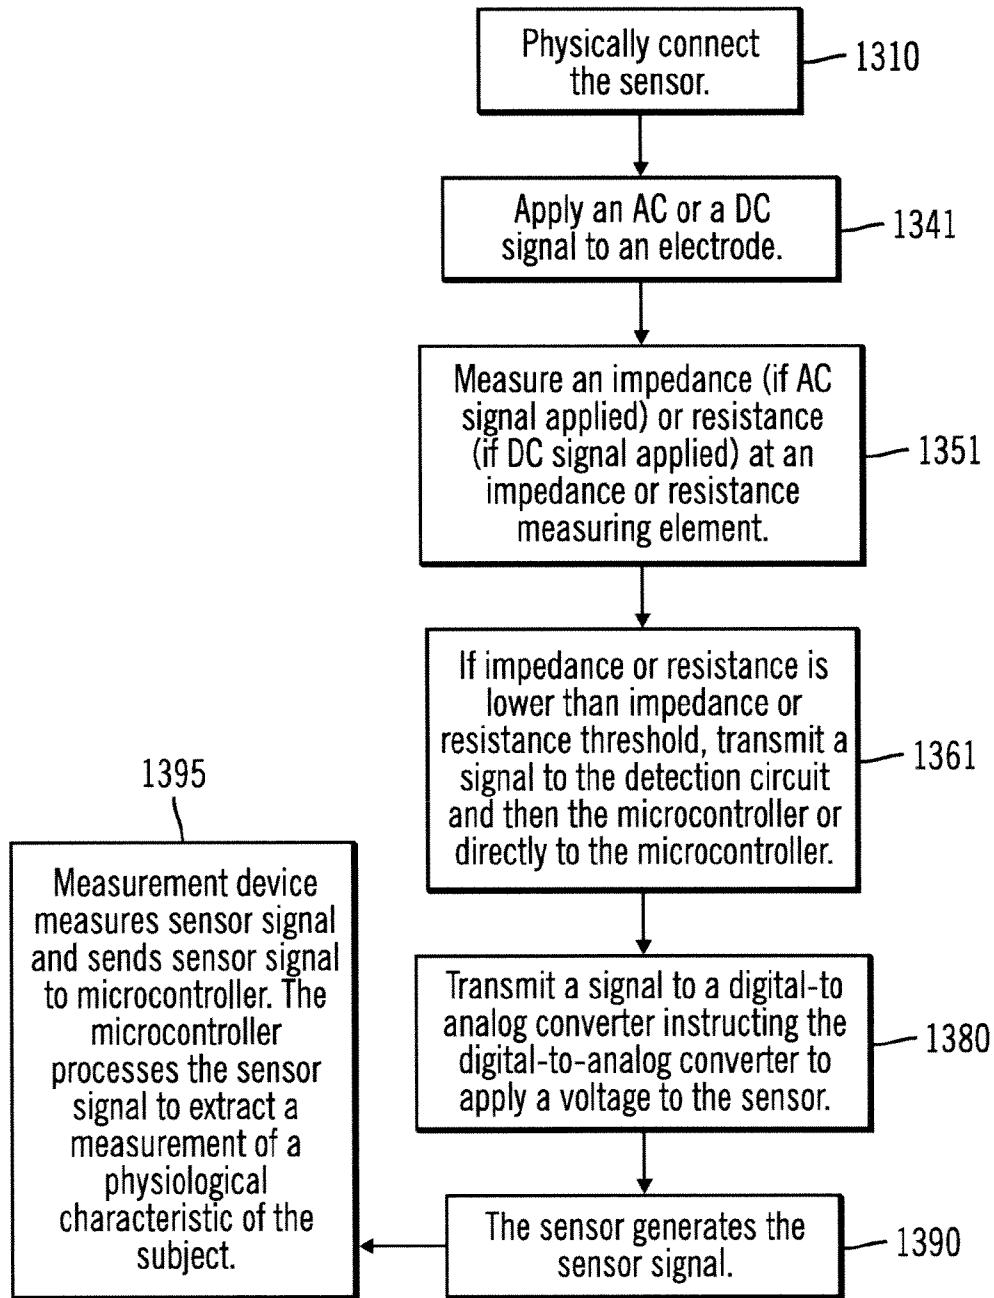 Physically connect
the sensor.
1310
Apply an AC or a DC
signal to an electrode.
1341
Measure an impedance (if AC
signal applied) or resistance
(if DC signal applied) at an
impedance or resistance
measuring element.
1351
If impedance or resistance is
lower than impedance or
resistance threshold, transmit a
signal to the detection circuit
and then the microcontroller or
directly to the microcontroller.
1361
Transmit a signal to a digital-to
analog converter instructing the
digital-to-analog converter to
apply a voltage to the sensor.
1380
The sensor generates the
sensor signal.
1390
1395
Measurement device
measures sensor signal
and sends sensor signal
to microcontroller. The
microcontroller
processes the sensor
signal to extract a
measurement of a
physiological
characteristic of the
subject.